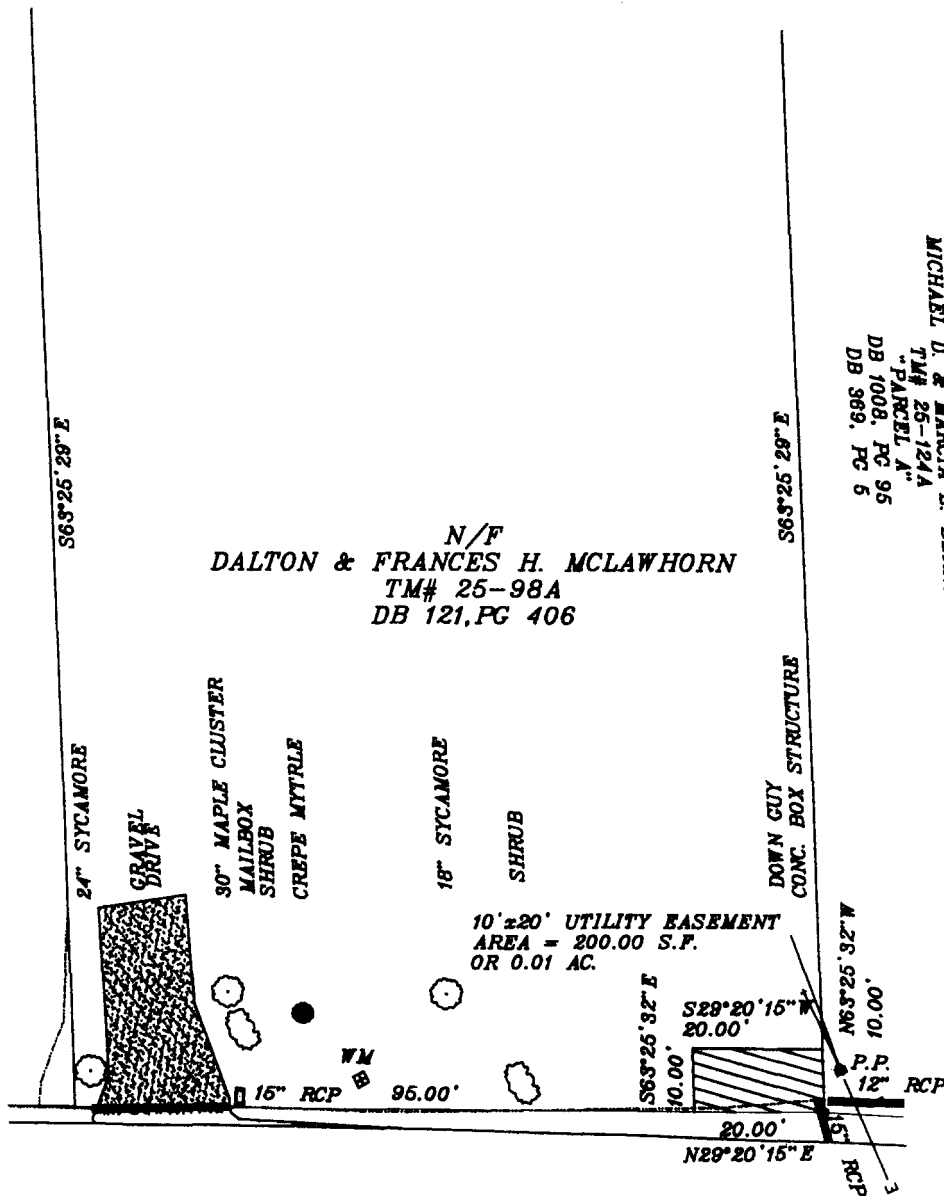 MICHAEL D. &
TM# 25-124A
"PARCEL A"
DB 1008, PG 95
DB 369, PG 5
S63°25'29"E
S63°25'29"E
N/F
DALTON & FRANCES H. MCLAWHORN
TM# 25-98A
DB 121, PG 406
24" SYCAMORE
GRAVEL
DRIVE
30" MAPLE CLUSTER
MAILBOX
SHRUB
CREPE MYTRLE
18" SYCAMORE
SHRUB
DOWN GUY
CONC. BOX STRUCTURE
10'x20' UTILITY EASEMENT
AREA = 200.00 S.F.
OR 0.01 AC.
S63°25'32"E
10.00'
S29°20'15"W
20.00'
N63°25'32"W
10.00'
P.P.
12" RCP
WM
15" RCP
95.00'
20.00'
N29°20'15"E
15" RCP
E